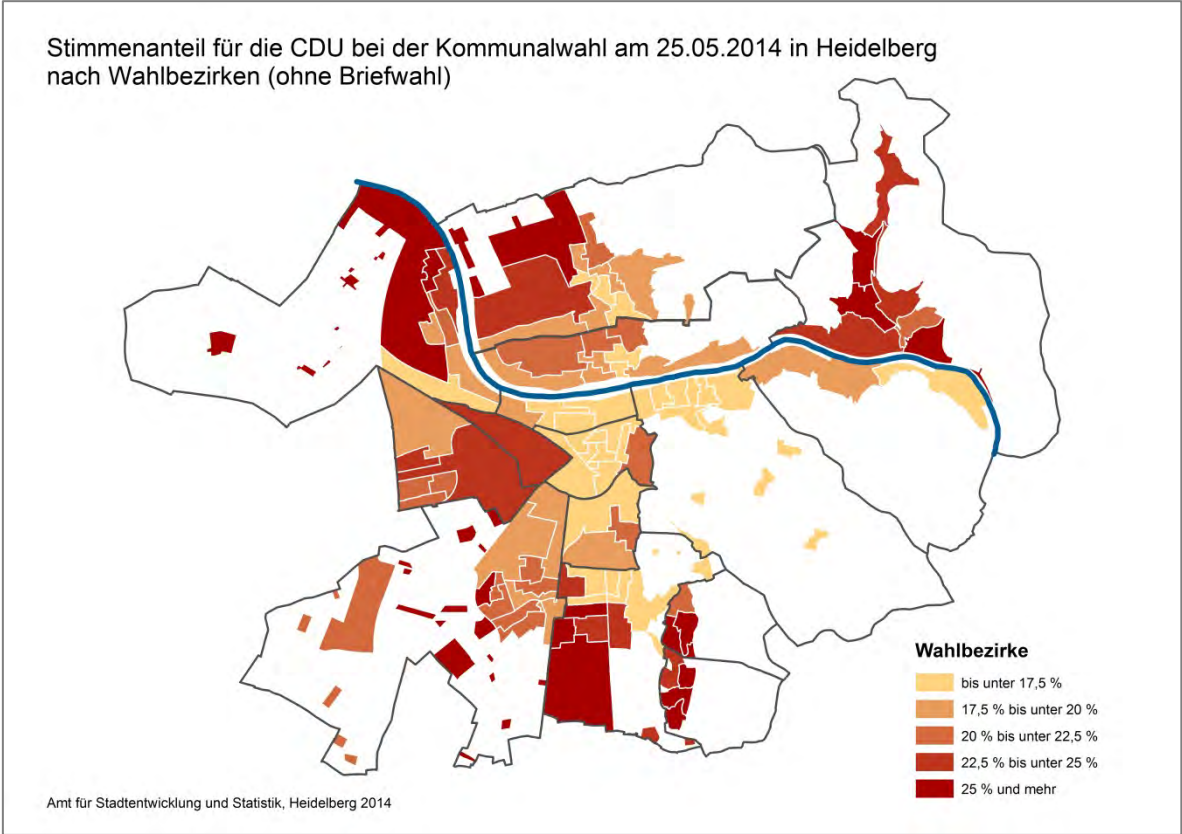 Stimmenanteil für die CDU bei der Kommunalwahl am 25.05.2014 in Heidelberg
nach Wahlbezirken (ohne Briefwahl)
Wahlbezirke
bis unter 17,5 %
17,5 % bis unter 20 %
20 % bis unter 22,5 %
22,5 % bis unter 25 %
25 % und mehr
Amt für Stadtentwicklung und Statistik, Heidelberg 2014